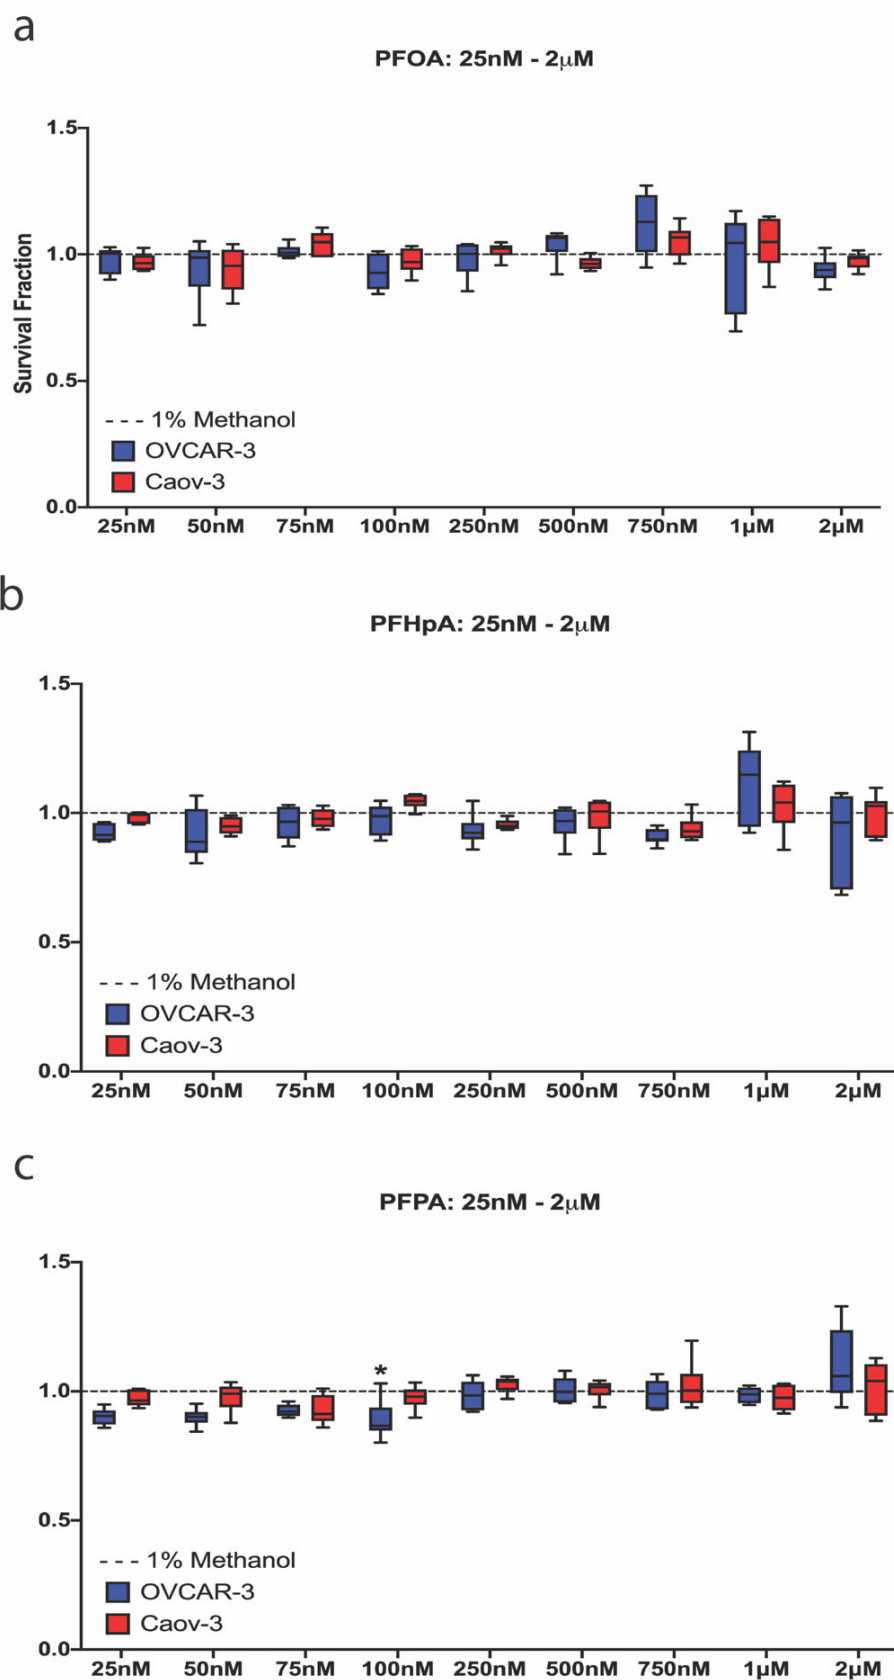 a
PFOA: 25nM - 2μM
1.5
1.0
0.5
0.0
Survival Fraction
1% Methanol
OVCAR-3
Caov-3
25nM 50nM 75nM 100nM 250nM 500nM 750nM 1μM 2μM
b
PFHpA: 25nM - 2μM
1.5
1.0
0.5
0.0
1% Methanol
OVCAR-3
Caov-3
25nM 50nM 75nM 100nM 250nM 500nM 750nM 1μM 2μM
c
PFPA: 25nM - 2μM
1.5
*
1.0
0.5
0.0
1% Methanol
OVCAR-3
Caov-3
25nM 50nM 75nM 100nM 250nM 500nM 750nM 1μM 2μM